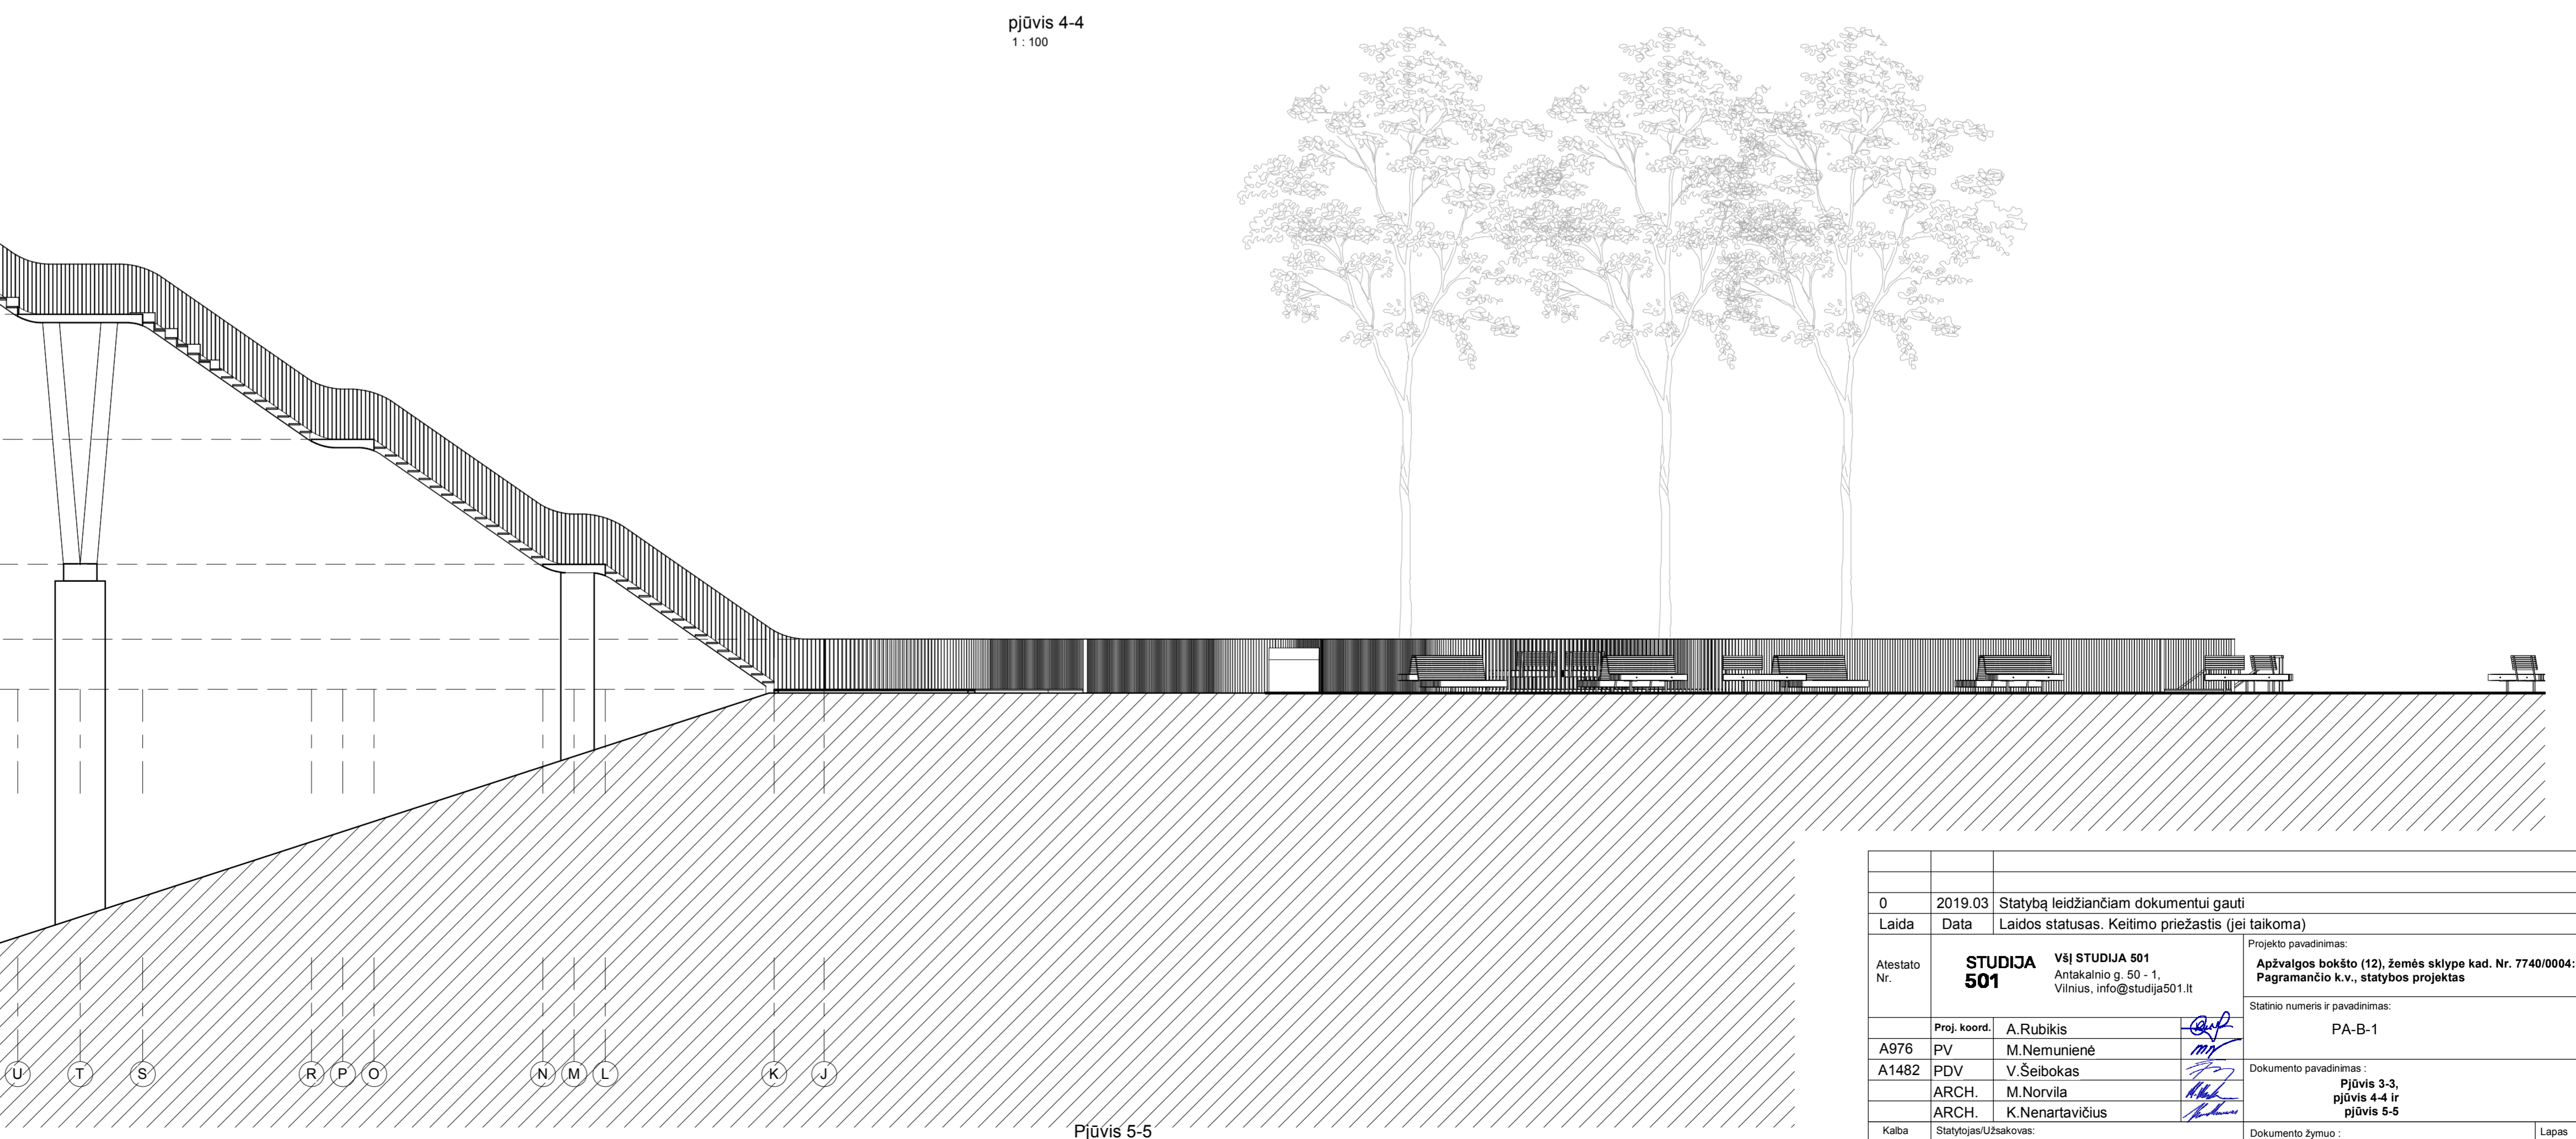 pjūvis 4-4
1 : 100
U T S R P O N M L K J
Pjūvis 5-5
0 2019.03 Statybą leidžiančiam dokumentui gauti
Laida Data Laidos statusas. Keitimo priežastis (jei taikoma)
Atestato
Nr.
STUDIJA
501
VšĮ STUDIJA 501
Antakalnio g. 50 - 1,
Vilnius, info@studija501.lt
Projekto pavadinimas:
Apžvalgos bokšto (12), žemės sklype kad. Nr. 7740/0004:
Pagramančio k.v., statybos projektas
Statinio numeris ir pavadinimas:
PA-B-1
Proj. koord. A.Rubikis
A976 PV M.Nemunienė
A1482 PDV V.Šeibokas
ARCH. M.Norvila
ARCH. K.Nenartavičius
Dokumento pavadinimas :
Pjūvis 3-3,
pjūvis 4-4 ir
pjūvis 5-5
Kalba Statytojas/Užsakovas:
Dokumento žymuo : Lapas